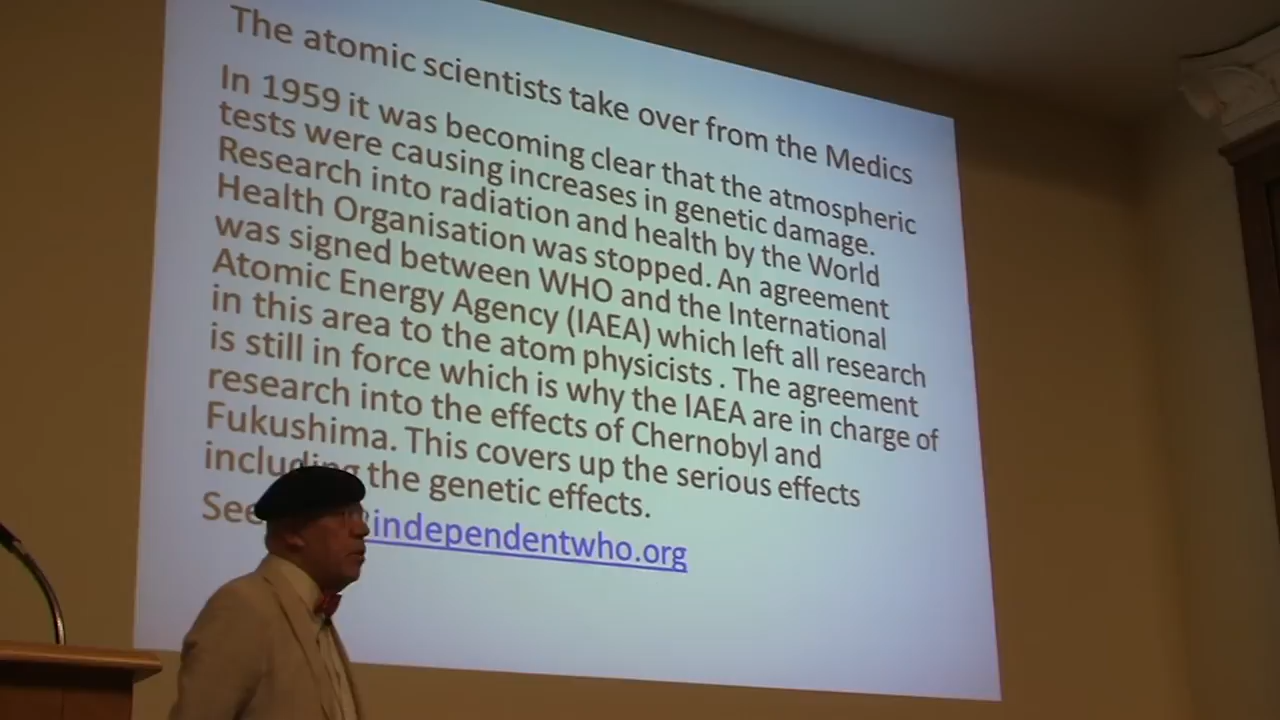 The atomic scientists take over from the Medics
In 1959 it was becoming clear that the atmospheric
tests were causing increases in genetic damage.
Research into radiation and health by the World
Health Organisation was stopped. An agreement
was signed between WHO and the International
Atomic Energy Agency (IAEA) which left all research
in this area to the atom physicists . The agreement
is still in force which is why the IAEA are in charge of
research into the effects of Chernobyl and
Fukushima. This covers up the serious effects
including the genetic effects.
See independentwho.org